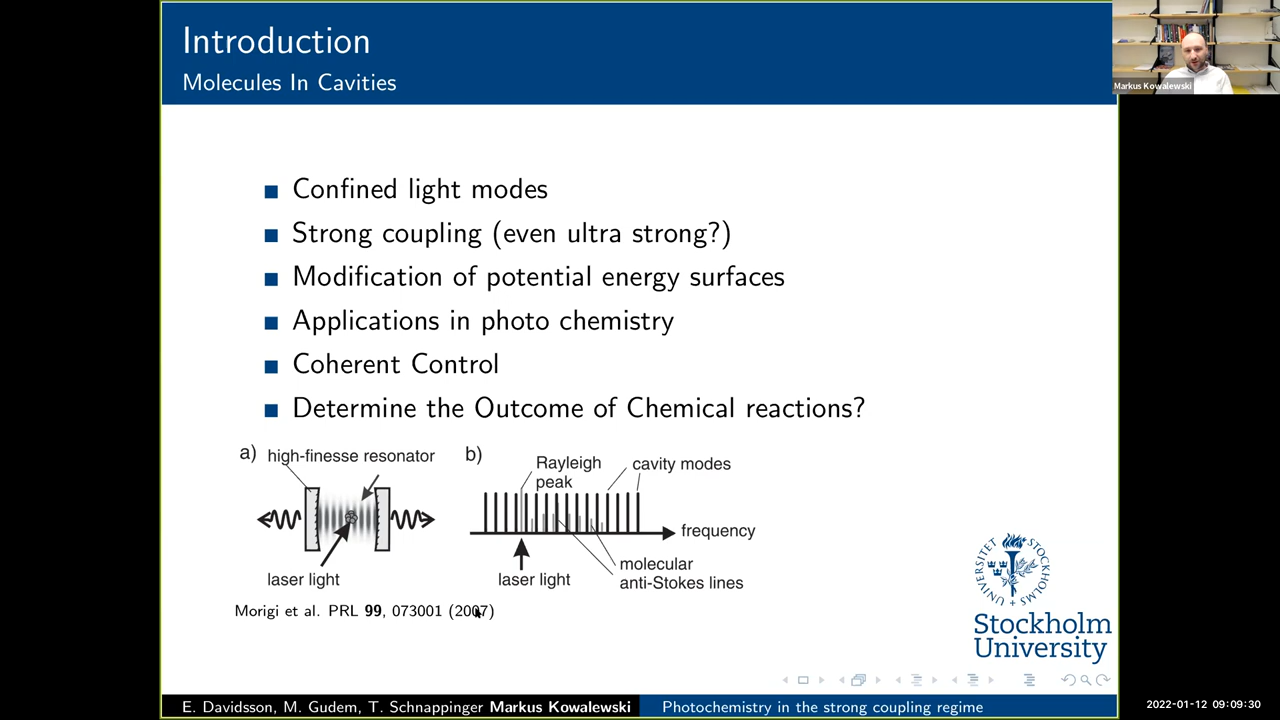 Introduction
Molecules In Cavities
Markus Kowalewski
Confined light modes
Strong coupling (even ultra strong?)
Modification of potential energy surfaces
Applications in photo chemistry
Coherent Control
Determine the Outcome of Chemical reactions?
a) high-finesse resonator
laser light
b)
Rayleigh
peak
cavity modes
frequency
laser light
molecular
anti-Stokes lines
Morigi et al. PRL 99, 073001 (2007)
STOCKHOLMS UNIVERSITET
Stockholm
University
E. Davidsson, M. Gudem, T. Schnappinger Markus Kowalewski
Photochemistry in the strong coupling regime
2022-01-12 09:09:30